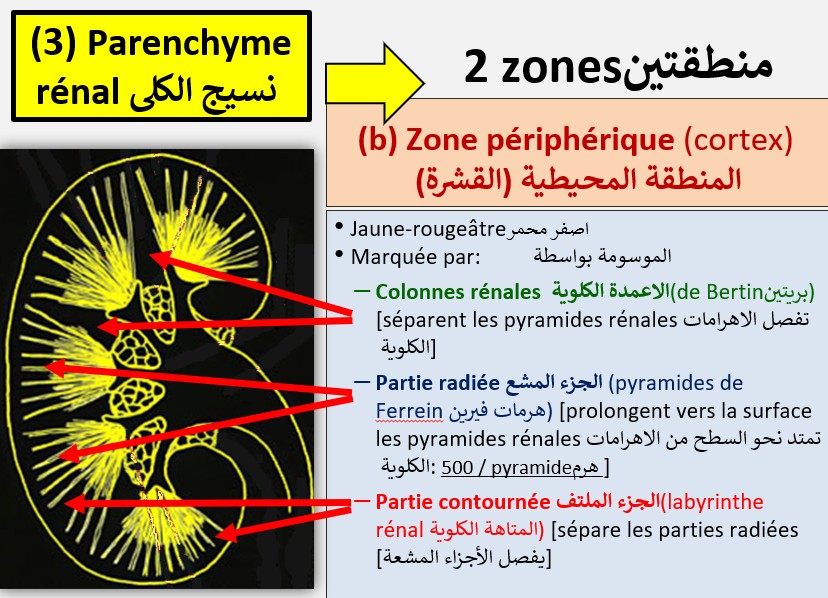 (3) Parenchyme
rénal نسيج الكلى
2 zonesمنطقتين
(b) Zone périphérique (cortex)
المنطقة المحيطية (القشرة)
• Jaune-rougeâtreاصفر محمر
• Marquée par: الموسومة بواسطة
– Colonnes rénales الاعمدة الكلوية(de Bertinبريتين)
[séparent les pyramides rénales تفصل الاهرامات
الكلوية]
– Partie radiée الجزء المشع (pyramides de
Ferrein هرمات فيرين) [prolongent vers la surface
les pyramides rénales تمتد نحو السطح من الاهرامات
الكلوية: 500 / pyramideهرم ]
– Partie contournée الجزء الملتف(labyrinthe
rénal المتاهة الكلوية) [sépare les parties radiées
يفصل الأجزاء المشعة]